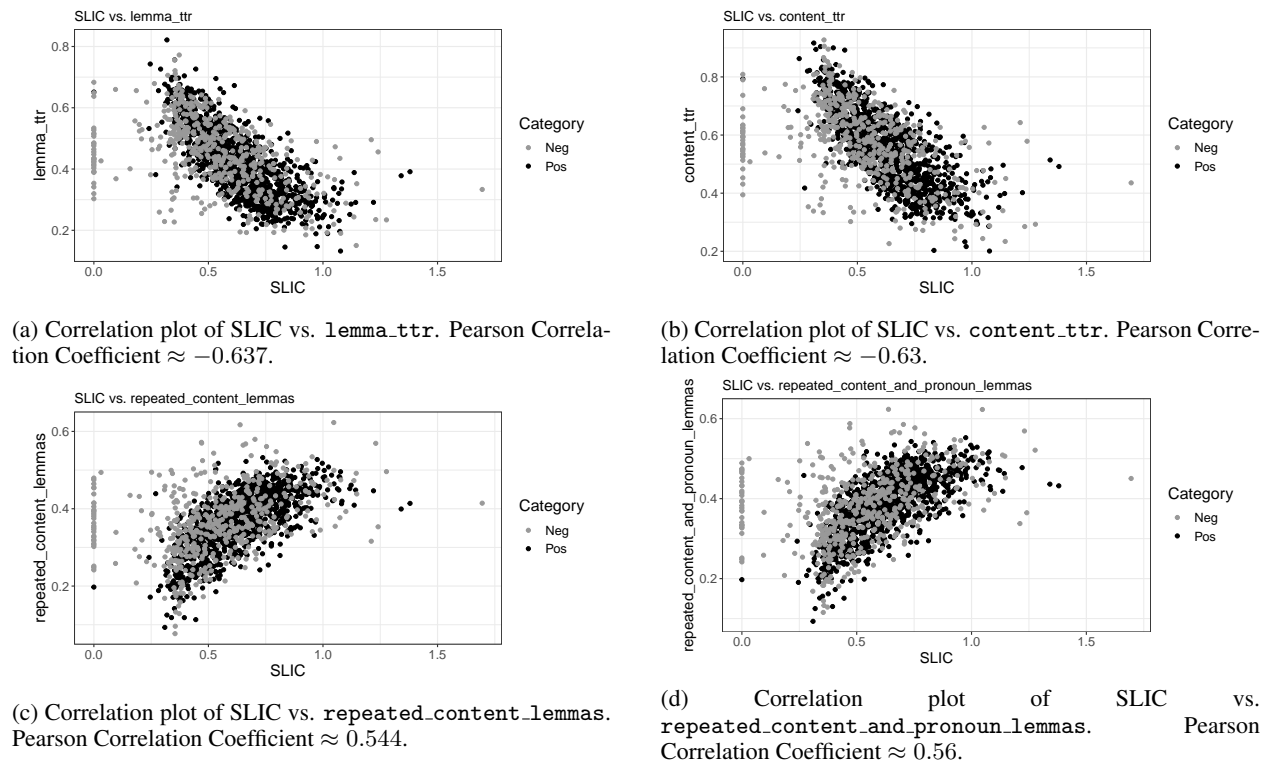 SLIC vs. lemma_ttr
lemma_ttr
0.8
0.6
0.4
0.2
0.0
0.5
1.0
1.5
SLIC
Category
Neg
Pos
(a) Correlation plot of SLIC vs. lemma_ttr. Pearson Correla-
tion Coefficient ≈ −0.637.
SLIC vs. content_ttr
content_ttr
0.8
0.6
0.4
0.2
0.0
0.5
1.0
1.5
SLIC
Category
Neg
Pos
(b) Correlation plot of SLIC vs. content_ttr. Pearson Corre-
lation Coefficient ≈ −0.63.
SLIC vs. repeated_content_lemmas
repeated_content_lemmas
0.6
0.4
0.2
0.0
0.5
1.0
1.5
SLIC
Category
Neg
Pos
(c) Correlation plot of SLIC vs. repeated_content_lemmas.
Pearson Correlation Coefficient ≈ 0.544.
SLIC vs. repeated_content_and_pronoun_lemmas
repeated_content_and_pronoun_lemmas
0.6
0.4
0.2
0.0
0.5
1.0
1.5
SLIC
Category
Neg
Pos
(d) Correlation plot of SLIC vs.
repeated_content_and_pronoun_lemmas. Pearson
Correlation Coefficient ≈ 0.56.